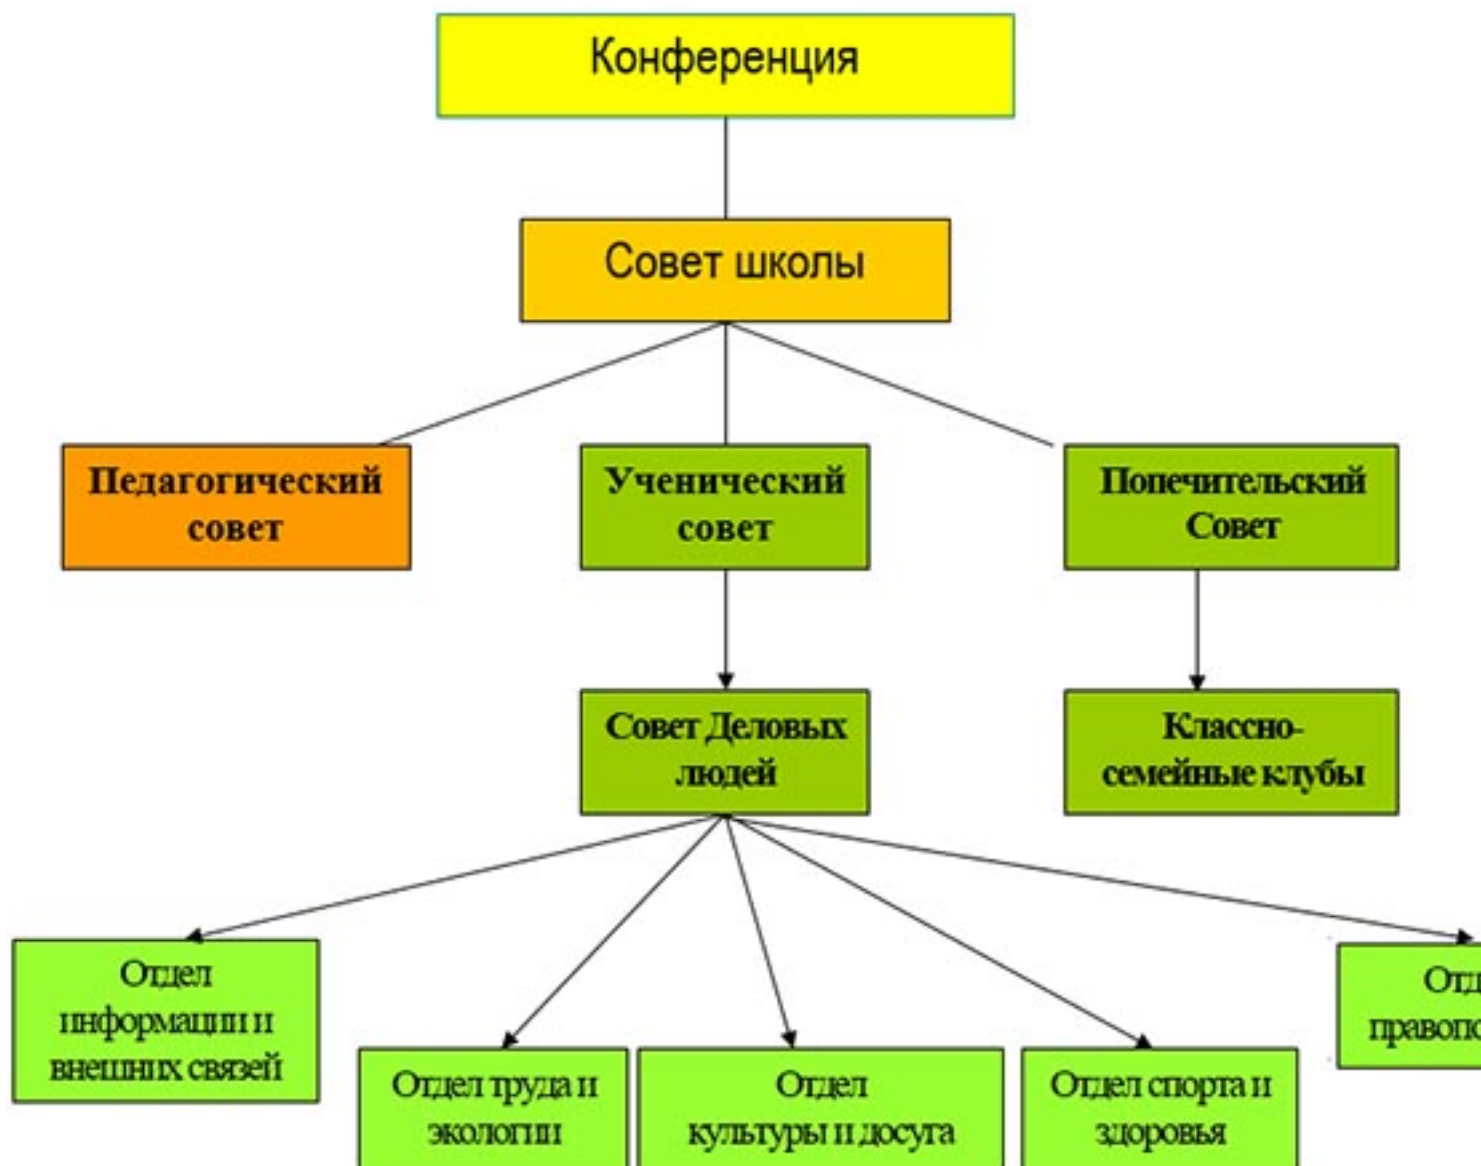 Конференция
Совет школы
Педагогический
совет
Ученический
совет
Попечительский
Совет
Совет Деловых
людей
Классно-
семейные клубы
Отдел
информации и
внешних связей
Отдел труда и
экологии
Отдел
культуры и досуга
Отдел спорта и
здоровья